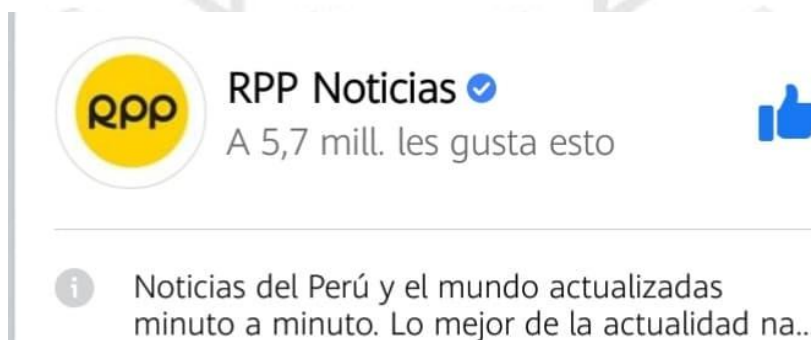 RPP
RPP Noticias
A 5,7 mill. les gusta esto
Noticias del Perú y el mundo actualizadas
minuto a minuto. Lo mejor de la actualidad na...